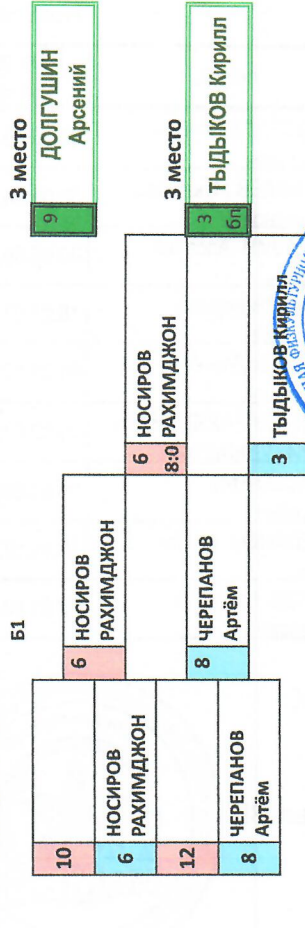 Б1
10
6
НОСИРОВ
РАХИМДЖОН
12
8
ЧЕРЕПАНОВ
Артём
6
НОСИРОВ
РАХИМДЖОН
8
ЧЕРЕПАНОВ
Артём
6
8:0
НОСИРОВ
РАХИМДЖОН
3
ТЫДЫКОВ Кирилл
3 место
9
ДОЛГУШИН
Арсений
3 место
3
бп
ТЫДЫКОВ Кирилл